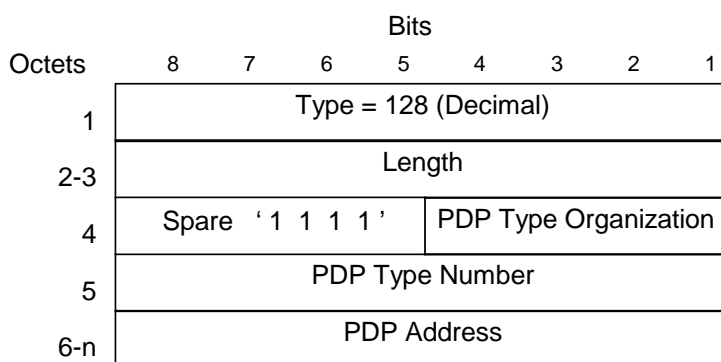 Bits
Octets 8 7 6 5 4 3 2 1
1 Type = 128 (Decimal)
2-3 Length
4 Spare ‘ 1 1 1 1 ’ PDP Type Organization
5 PDP Type Number
6-n PDP Address